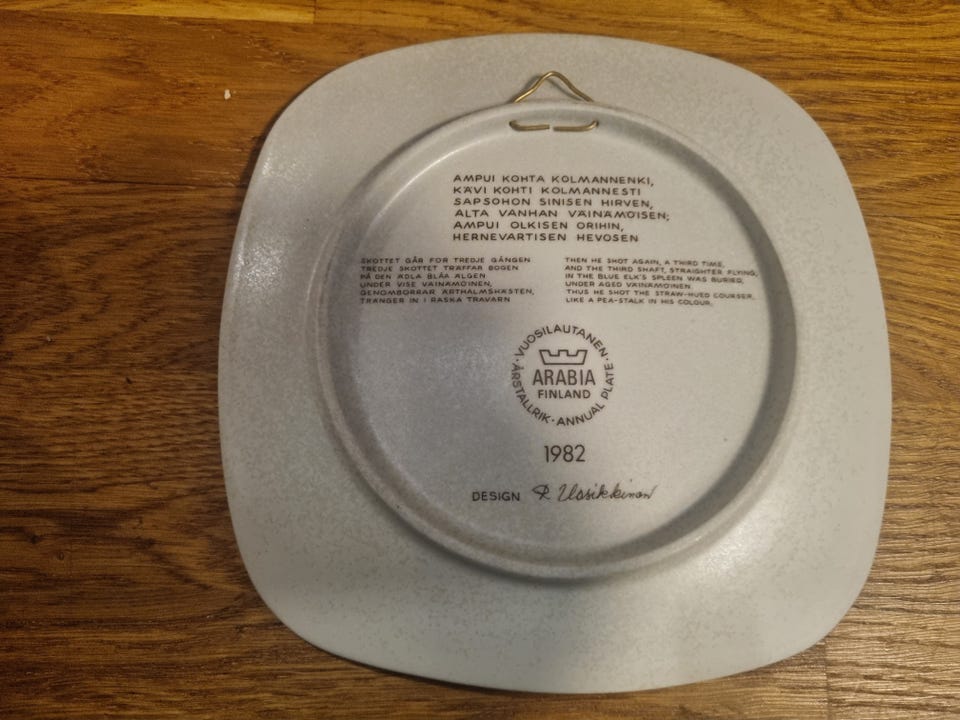 AMPUI KOHTA KOLMANNENKI,
KÄVI KOHTI KOLMANNESTI
SAPSOHON SINISEN HIRVEN,
ALTA VANHAN VÄINÄMÖISEN;
AMPUI OLKISEN ORIHIN,
HERNEVARTISEN HEVOSEN
SKOTTET GÅR FÖR TREDJE GÅNGEN
TREDJE SKOTTET TRÄFFAR BOGEN
PÅ DEN ÄDLA BLÅA ÄLGEN
UNDER VISE VÄINÄMÖINEN,
GENOMBORRAR ÄRTHALMSHÄSTEN,
TRÄNGER IN I RASKA TRAVARN
THEN HE SHOT AGAIN, A THIRD TIME,
AND THE THIRD SHAFT, STRAIGHTER FLYING,
IN THE BLUE ELK'S SPLEEN WAS BURIED,
UNDER AGED VÄINÄMÖINEN.
THUS HE SHOT THE STRAW-HUED COURSER,
LIKE A PEA-STALK IN HIS COLOUR.
VUOSILAUTANEN · ANNUAL PLATE · ÅRSTALLRIK ·
ARABIA
FINLAND
1982
DESIGN R. Uosikkinen